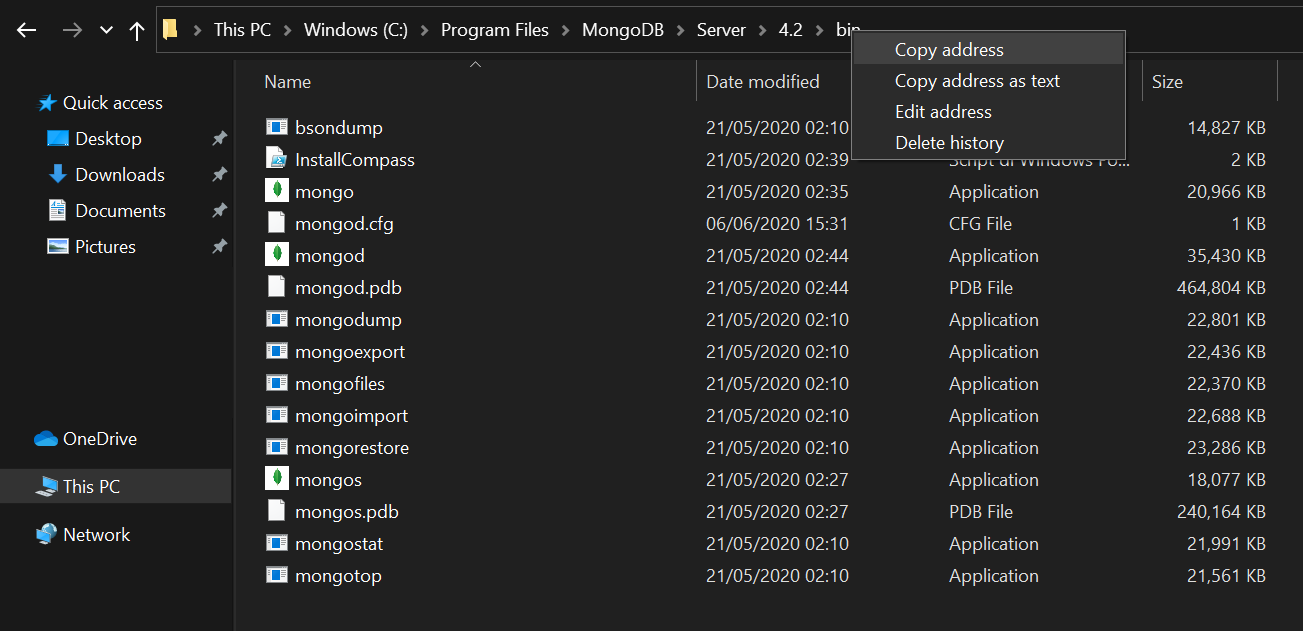 This PC > Windows (C:) > Program Files > MongoDB > Server > 4.2 > bin
Copy address
Copy address as text
Edit address
Delete history
Name Date modified Size
Quick access
Desktop
Downloads
Documents
Pictures
OneDrive
This PC
Network
bsondump 21/05/2020 02:10 14,827 KB
InstallCompass 21/05/2020 02:39 Script di Windows Po... 2 KB
mongo 21/05/2020 02:35 Application 20,966 KB
mongod.cfg 06/06/2020 15:31 CFG File 1 KB
mongod 21/05/2020 02:44 Application 35,430 KB
mongod.pdb 21/05/2020 02:44 PDB File 464,804 KB
mongodump 21/05/2020 02:10 Application 22,801 KB
mongoexport 21/05/2020 02:10 Application 22,436 KB
mongofiles 21/05/2020 02:10 Application 22,370 KB
mongoimport 21/05/2020 02:10 Application 22,688 KB
mongorestore 21/05/2020 02:10 Application 23,286 KB
mongos 21/05/2020 02:27 Application 18,077 KB
mongos.pdb 21/05/2020 02:27 PDB File 240,164 KB
mongostat 21/05/2020 02:10 Application 21,991 KB
mongotop 21/05/2020 02:10 Application 21,561 KB